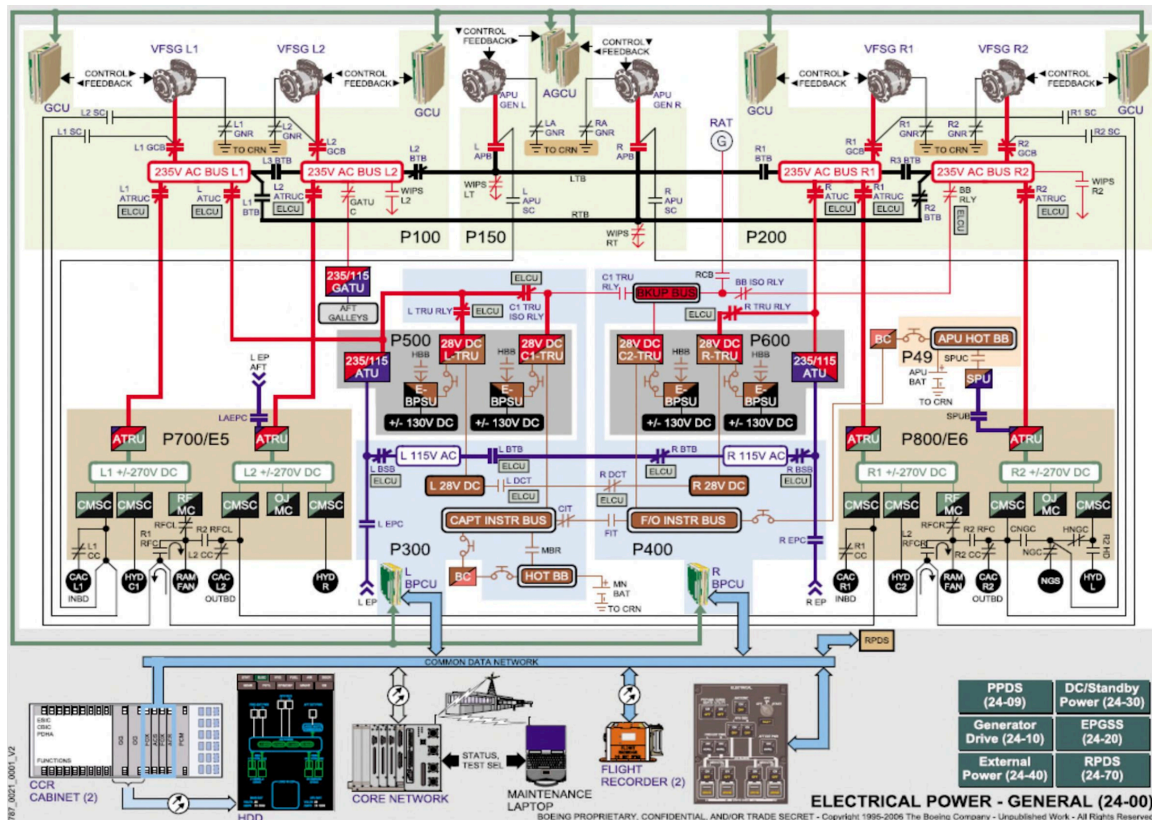 VFSG L1
VFSG L2
CONTROL
FEEDBACK
CONTROL
FEEDBACK
CONTROL
FEEDBACK
CONTROL
FEEDBACK
VFSG R1
VFSG R2
CONTROL
FEEDBACK
CONTROL
FEEDBACK
GCU
GCU
APU
GEN L
AGCU
APU
GEN R
GCU
GCU
L2 SC
L1 SC
L1
GNR
L2
GNR
LA
GNR
RA
GNR
RAT
G
R1
GNR
R2
GNR
R1 SC
R2 SC
L1 GCB
TO CRN
L2
GCB
L
APB
TO CRN
R
APB
R1
GCB
TO CRN
R2
GCB
235V AC BUS L1
L3 BTB
235V AC BUS L2
L2
BTB
LTB
R1
BTB
235V AC BUS R1
R3 BTB
235V AC BUS R2
L1
ATRUC
ELCU
L
ATUC
L2
ATRUC
ELCU
L1
BTB
GATU
C
WIPS
L2
WIPS
LT
L
APU
SC
RTB
WIPS
RT
R
APU
SC
R
ATUC
R1
ATRUC
ELCU
R2
BTB
BB
RLY
ELCU
R2
ATRUC
ELCU
WIPS
R2
P100
P150
P200
235/115
GATU
AFT
GALLEYS
ELCU
L TRU RLY
ELCU
C1 TRU
ISO RLY
C1 TRU
RLY
BKUP BUS
RCB
BB ISO RLY
ELCU
R TRU RLY
P500
235/115
ATU
28V DC
L-TRU
28V DC
C1-TRU
28V DC
C2-TRU
28V DC
R-TRU
P600
235/115
ATU
HBB
HBB
HBB
HBB
E-
BPSU
E-
BPSU
E-
BPSU
E-
BPSU
+/- 130V DC
+/- 130V DC
+/- 130V DC
+/- 130V DC
BC
APU HOT BB
P49
SPUC
APU
BAT
TO CRN
SPU
SPUB
L EP
AFT
LAEPC
ATRU
P700/E5
ATRU
L1 +/-270V DC
L2 +/-270V DC
CMSC
CMSC
RF
MC
CMSC
OJ
MC
CMSC
L1
CC
R1
RFC
RFCL
R2
RFCL
L2 CC
CAC
L1
INBD
HYD
C1
RAM
FAN
CAC
L2
OUTBD
HYD
R
L BSB
ELCU
L 115V AC
L BTB
ELCU
R BTB
ELCU
R 115V AC
R BSB
ELCU
L 28V DC
L DCT
ELCU
R DCT
ELCU
R 28V DC
CAPT INSTR BUS
CIT
FIT
F/O INSTR BUS
L EPC
R EPC
P300
MBR
P400
BC
HOT BB
MN
BAT
TO CRN
L EP
L
BPCU
R
BPCU
R EP
ATRU
P800/E6
ATRU
R1 +/-270V DC
R2 +/-270V DC
CMSC
CMSC
RF
MC
CMSC
OJ
MC
CMSC
R1
CC
L2
RFC
RFCR
R2 RFC
R2 CC
CNGC
NGC
HNGC
R2 HD
CAC
R1
INBD
HYD
C2
RAM
FAN
CAC
R2
OUTBD
NGS
HYD
L
COMMON DATA NETWORK
RPDS
ESIC
CBIC
PDHA
FUNCTIONS
CCR
CABINET (2)
HDD
CORE NETWORK
STATUS,
TEST SEL
MAINTENANCE
LAPTOP
FLIGHT
RECORDER (2)
ELECTRICAL
PPDS
(24-09)
DC/Standby
Power (24-30)
Generator
Drive (24-10)
EPGSS
(24-20)
External
Power (24-40)
RPDS
(24-70)
787_0021_0001_V2
ELECTRICAL POWER - GENERAL (24-00)
BOEING PROPRIETARY, CONFIDENTIAL, AND/OR TRADE SECRET - Copyright 1995-2006 The Boeing Company - Unpublished Work - All Rights Reserved